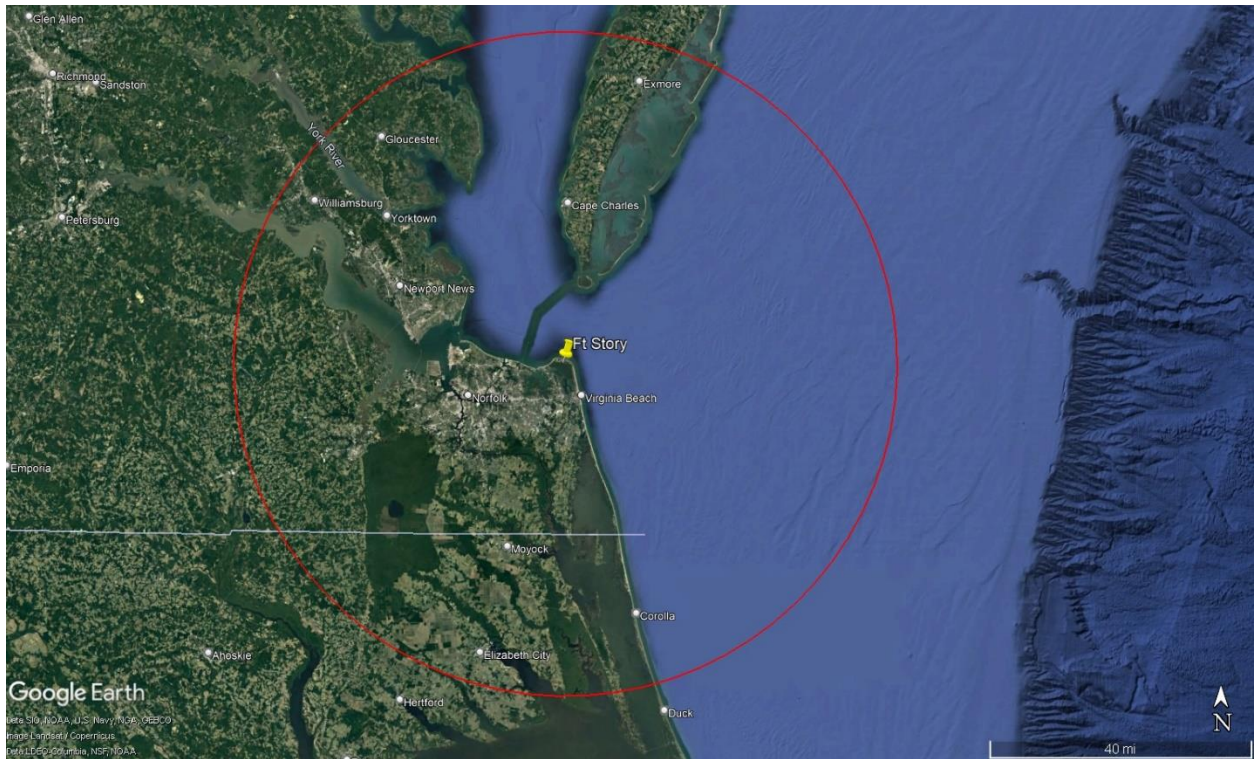 Glen Allen
Richmond
Sandston
Exmore
York River
Gloucester
Williamsburg
Cape Charles
Petersburg
Yorktown
Newport News
Ft Story
Norfolk
Virginia Beach
Emporia
Moyock
Corolla
Ahoskie
Elizabeth City
Google Earth
Hertford
Duck
N
Data SIO, NOAA, U.S. Navy, NGA, GEBCO
Image Landsat / Copernicus
Data LDEO-Columbia, NSF, NOAA
40 mi